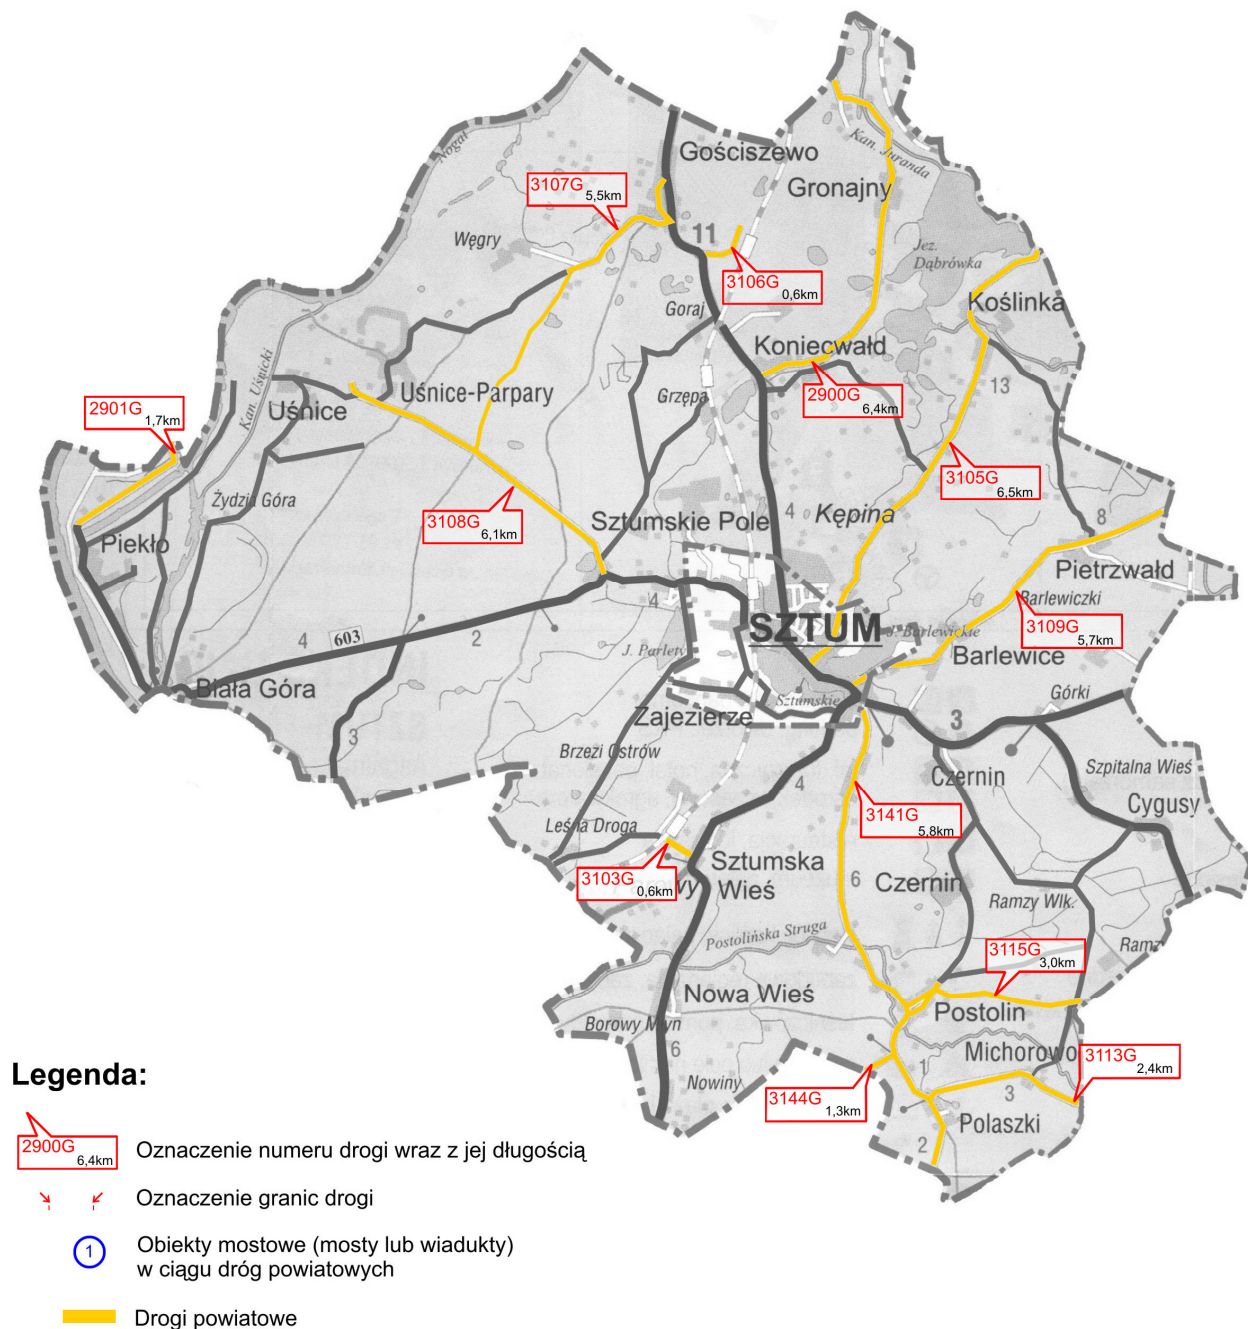 Nogat
Gościszewo
Kan. Juranda
Gronajny
3107G
5,5km
Węgry
11
Jez.
Dąbrówka
3106G
0,6km
Goraj
Koślinka
Koniecwałd
Kan. Uśnicki
Uśnice-Parpary
Grzępa
13
2900G
6,4km
2901G
1,7km
Uśnice
3105G
6,5km
Żydzia Góra
3108G
6,1km
Sztumskie Pole
4
Kępina
8
Piekło
Pietrzwałd
Barlewiczki
4
603
2
4
SZTUM
J. Barlewickie
3109G
5,7km
J. Parlety
Barlewice
Biała Góra
Sztumskie
Górki
Zajezierze
3
3
Brzezi Ostrów
4
Czernin
Szpitalna Wieś
Cygusy
3141G
5,8km
Leśna Droga
3103G
0,6km
Sztumska
Wieś
6
Czernin
Ramzy Wlk.
Postolińska Struga
Ramzy
3115G
3,0km
Nowa Wieś
Postolin
Borowy Młyn
6
Michorowo
3113G
2,4km
1
Nowiny
3144G
1,3km
3
Polaszki
2
Legenda:
2900G
6,4km
Oznaczenie numeru drogi wraz z jej długością
Oznaczenie granic drogi
1
Obiekty mostowe (mosty lub wiadukty)
w ciągu dróg powiatowych
Drogi powiatowe